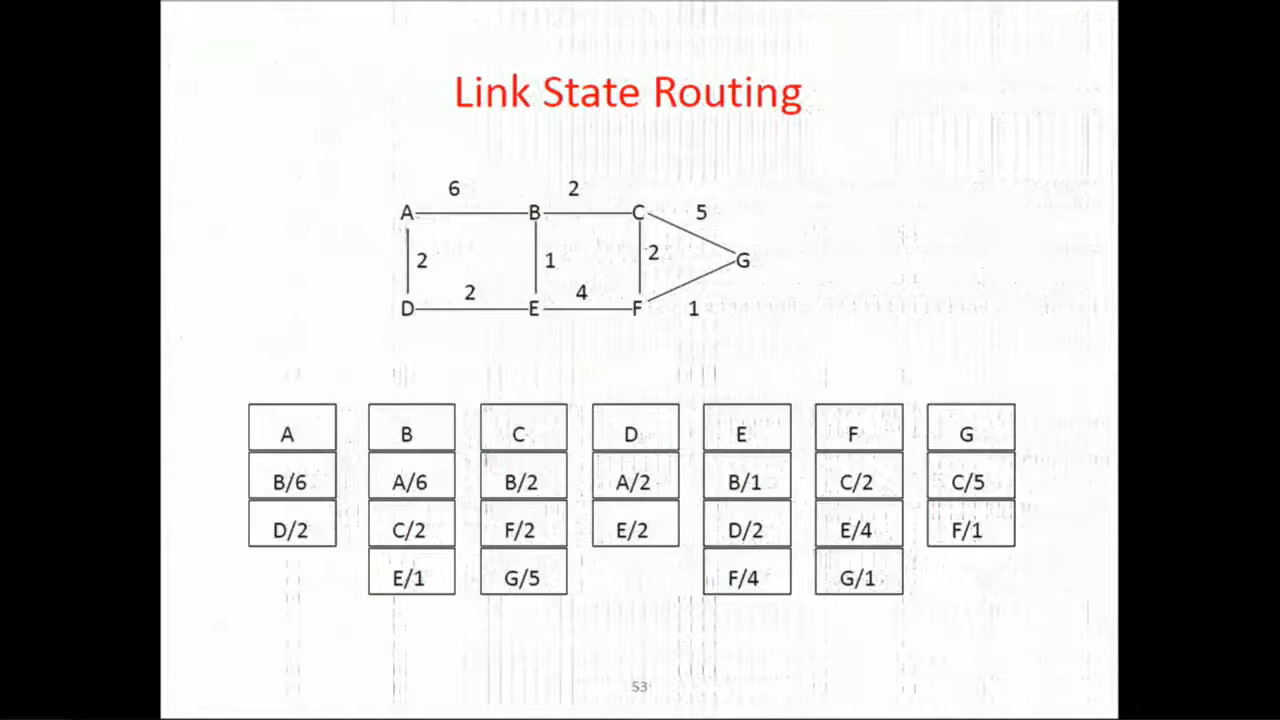 Link State Routing
6 2
A B C 5
2 1 2 G
2 4
D E F 1
A B C D E F G
B/6 A/6 B/2 A/2 B/1 C/2 C/5
D/2 C/2 F/2 E/2 D/2 E/4 F/1
E/1 G/5 F/4 G/1
53